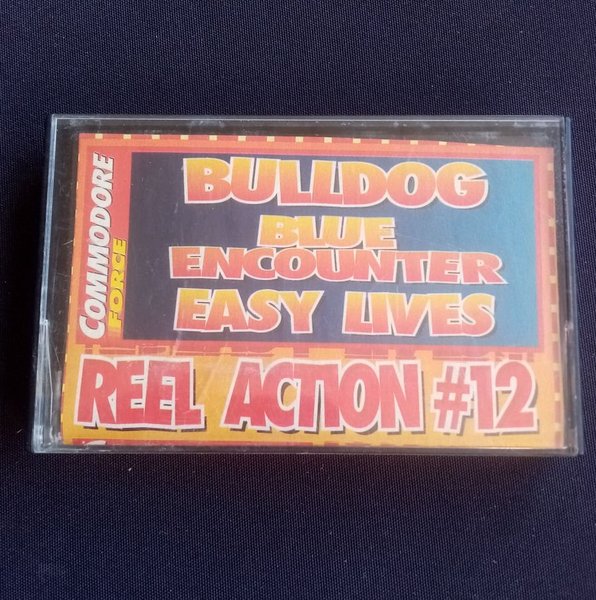 COMMODORE
FORCE
BULLDOG
BLUE
ENCOUNTER
EASY LIVES
REEL ACTION #12